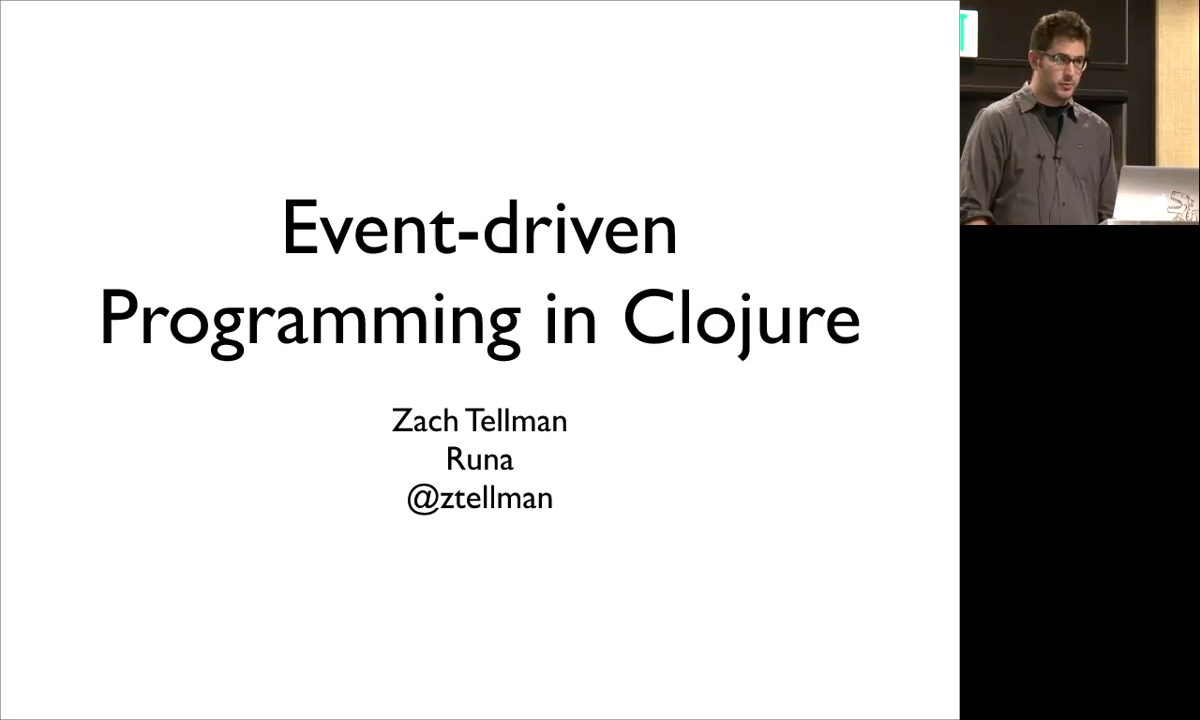 Event-driven
Programming in Clojure
Zach Tellman
Runa
@ztellman